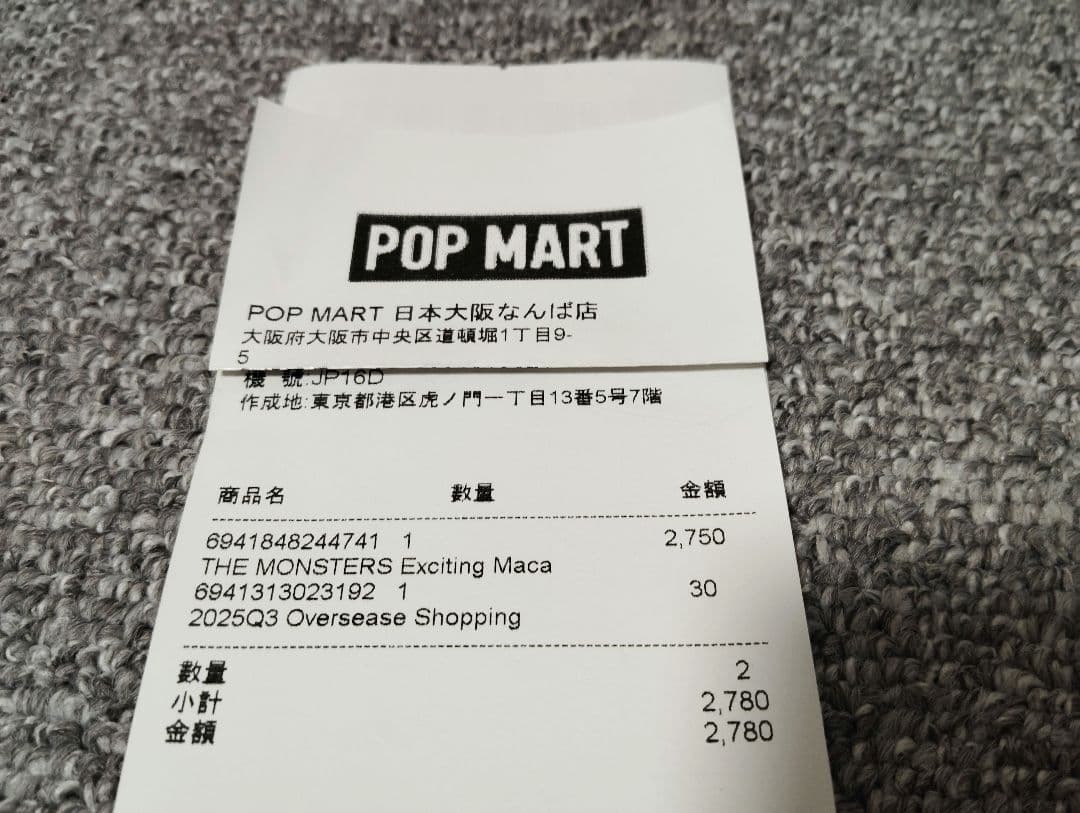 POP MART
POP MART 日本大阪なんば店
大阪府大阪市中央区道頓堀1丁目9-
5
機 號:JP16D
作成地:東京都港区虎ノ門一丁目13番5号7階
商品名 數量 金額
6941848244741 1 2,750
THE MONSTERS Exciting Maca
6941313023192 1 30
2025Q3 Oversease Shopping
數量 2
小計 2,780
金額 2,780